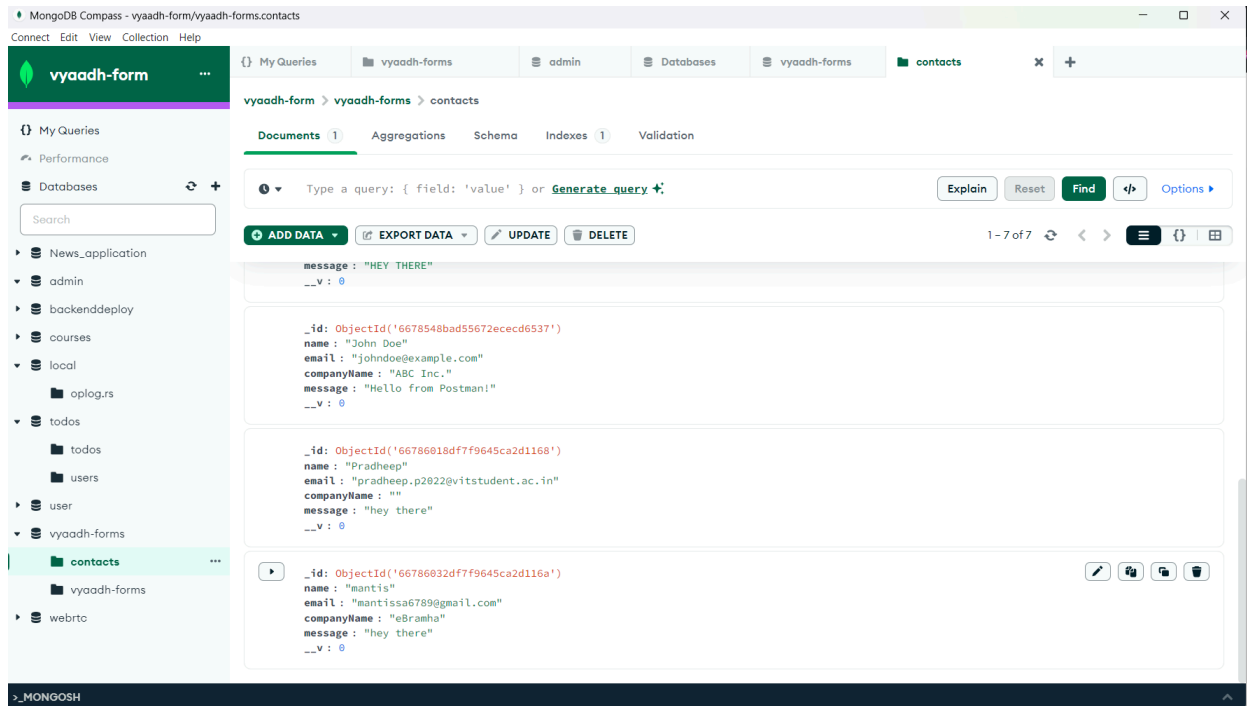 MongoDB Compass - vyaadh-form/vyaadh-forms.contacts
Connect Edit View Collection Help
vyaadh-form ...
{} My Queries
Performance
Databases
Search
News_application
admin
backenddeploy
courses
local
oplog.rs
todos
todos
users
user
vyaadh-forms
contacts ...
vyaadh-forms
webrtc
{} My Queries vyaadh-forms admin Databases vyaadh-forms contacts
vyaadh-form > vyaadh-forms > contacts
Documents 1 Aggregations Schema Indexes 1 Validation
Type a query: { field: 'value' } or Generate query Explain Reset Find </> Options
ADD DATA EXPORT DATA UPDATE DELETE 1 – 7 of 7 {}
message : "HEY THERE"
__v : 0
_id: ObjectId('6678548bad55672ececd6537')
name : "John Doe"
email : "johndoe@example.com"
companyName : "ABC Inc."
message : "Hello from Postman!"
__v : 0
_id: ObjectId('66786018df7f9645ca2d1168')
name : "Pradheep"
email : "pradheep.p2022@vitstudent.ac.in"
companyName : ""
message : "hey there"
__v : 0
_id: ObjectId('66786032df7f9645ca2d116a')
name : "mantis"
email : "mantissa6789@gmail.com"
companyName : "eBramha"
message : "hey there"
__v : 0
>_MONGOSH